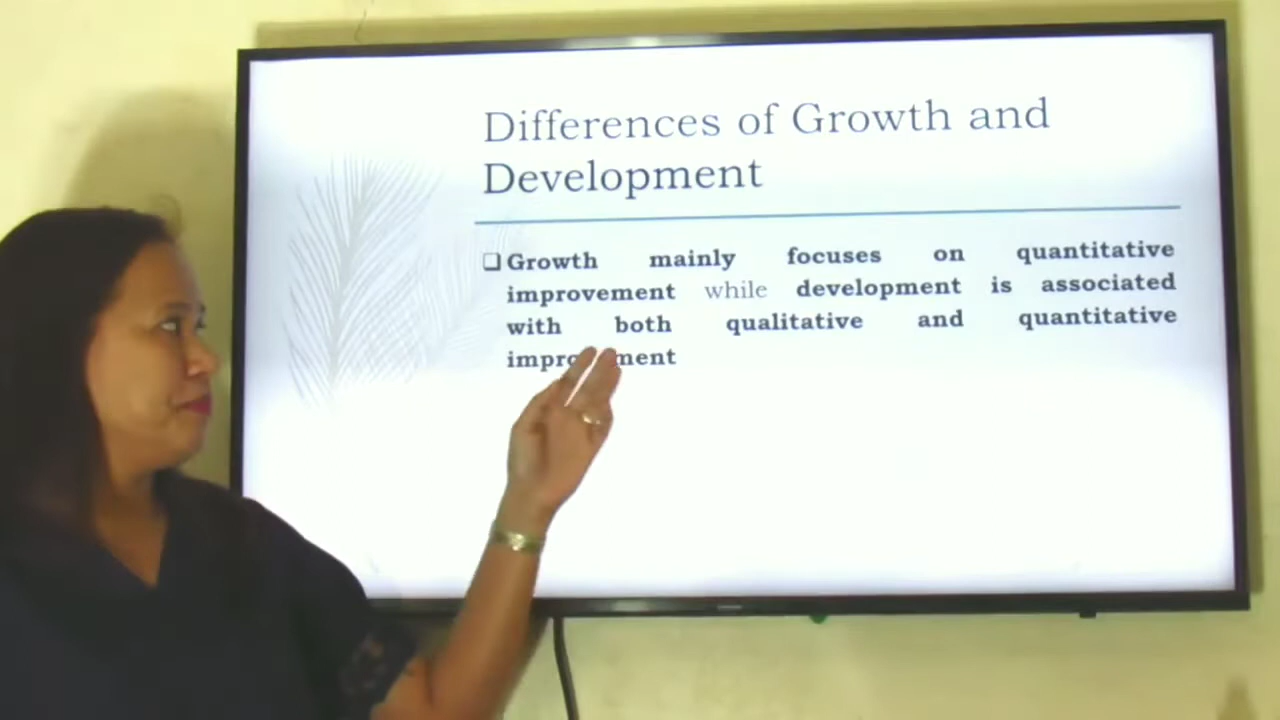 Differences of Growth and
Development
❑ Growth mainly focuses on quantitative
improvement while development is associated
with both qualitative and quantitative
improvement